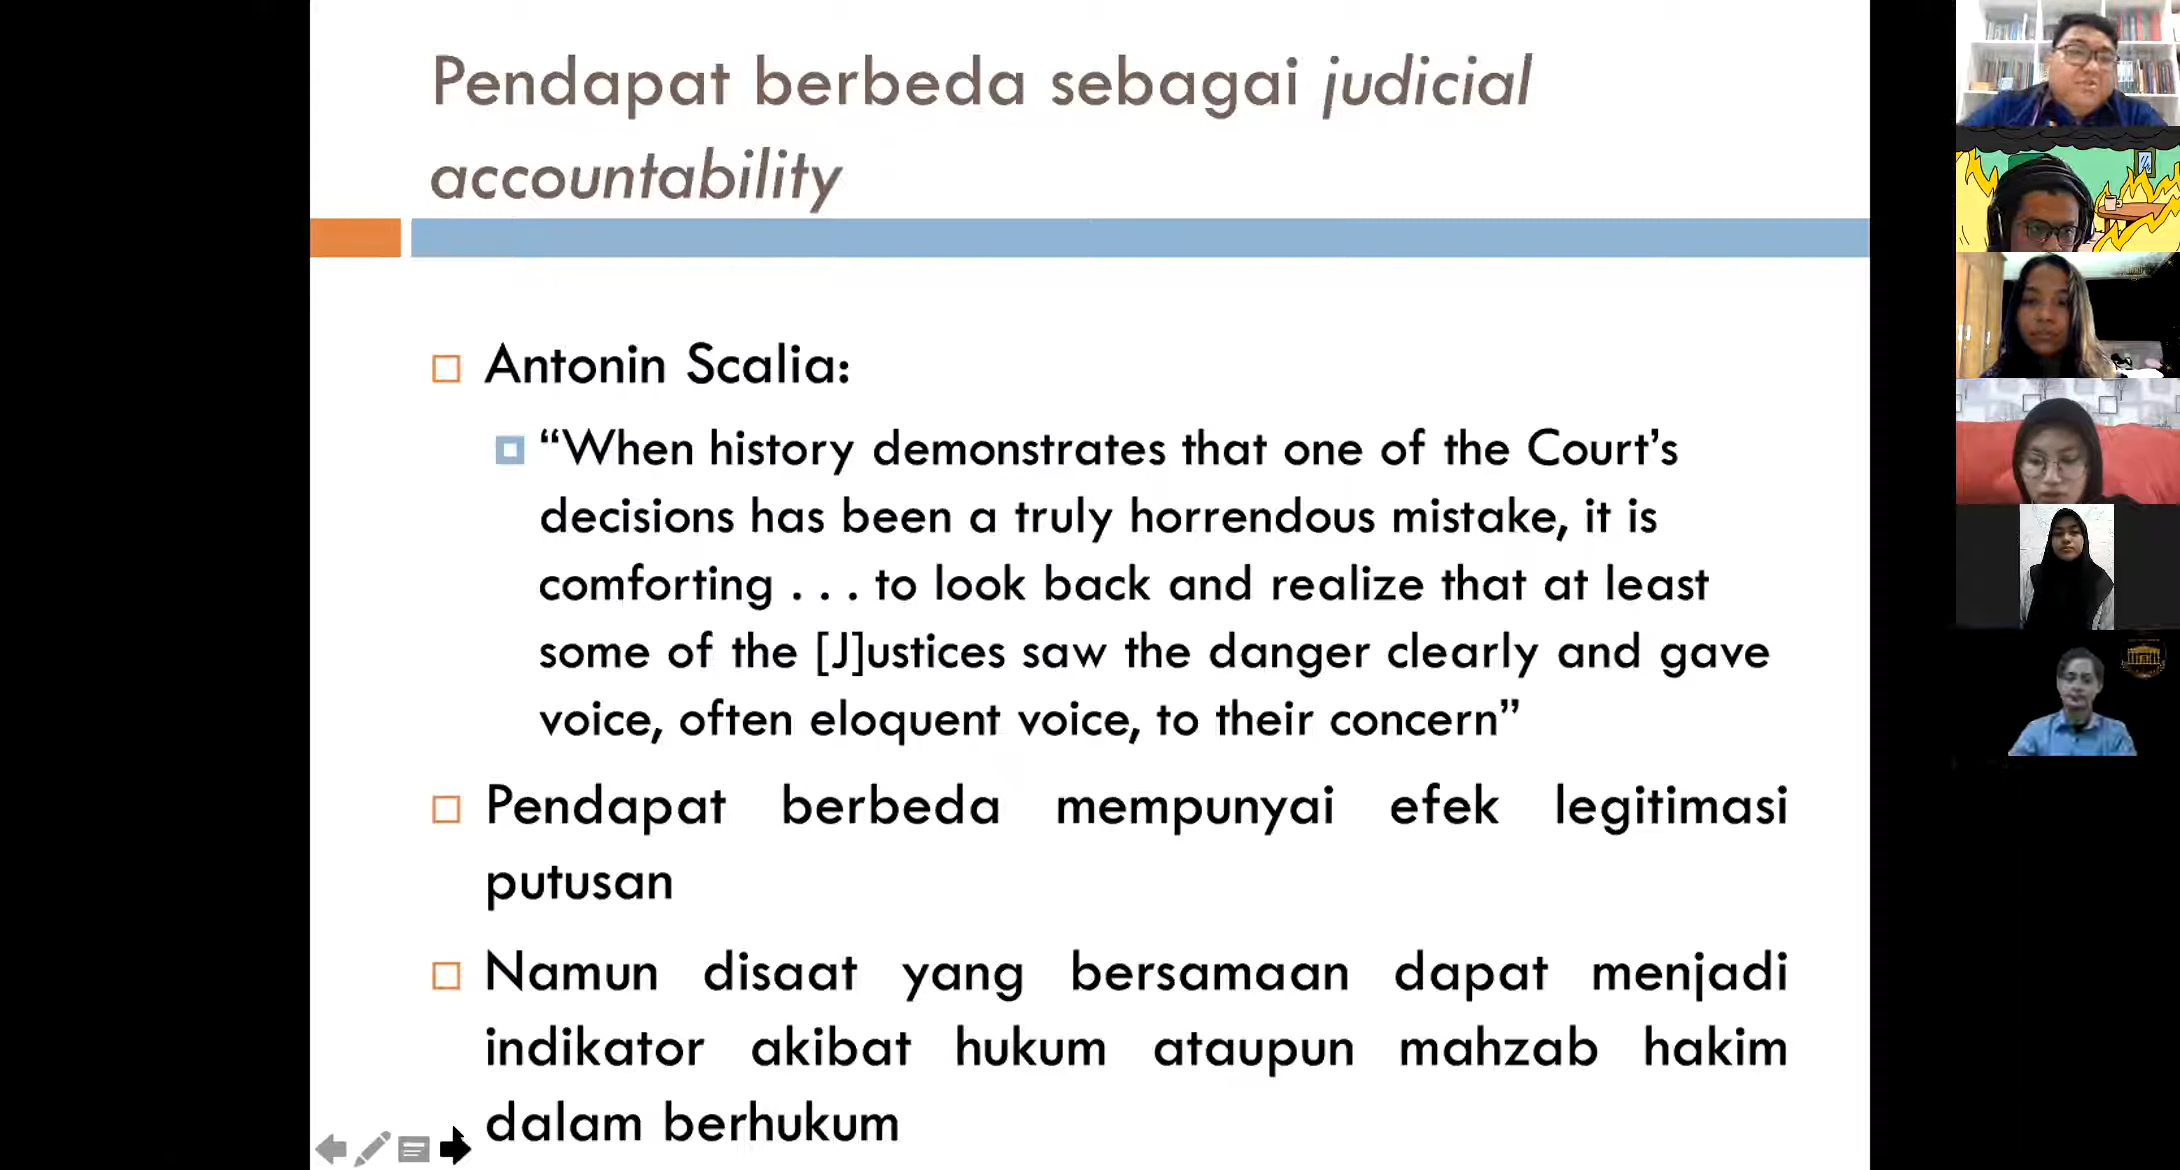 Pendapat berbeda sebagai judicial
accountability
Antonin Scalia:
“When history demonstrates that one of the Court’s
decisions has been a truly horrendous mistake, it is
comforting . . . to look back and realize that at least
some of the [J]ustices saw the danger clearly and gave
voice, often eloquent voice, to their concern”
Pendapat berbeda mempunyai efek legitimasi
putusan
Namun disaat yang bersamaan dapat menjadi
indikator akibat hukum ataupun mahzab hakim
dalam berhukum